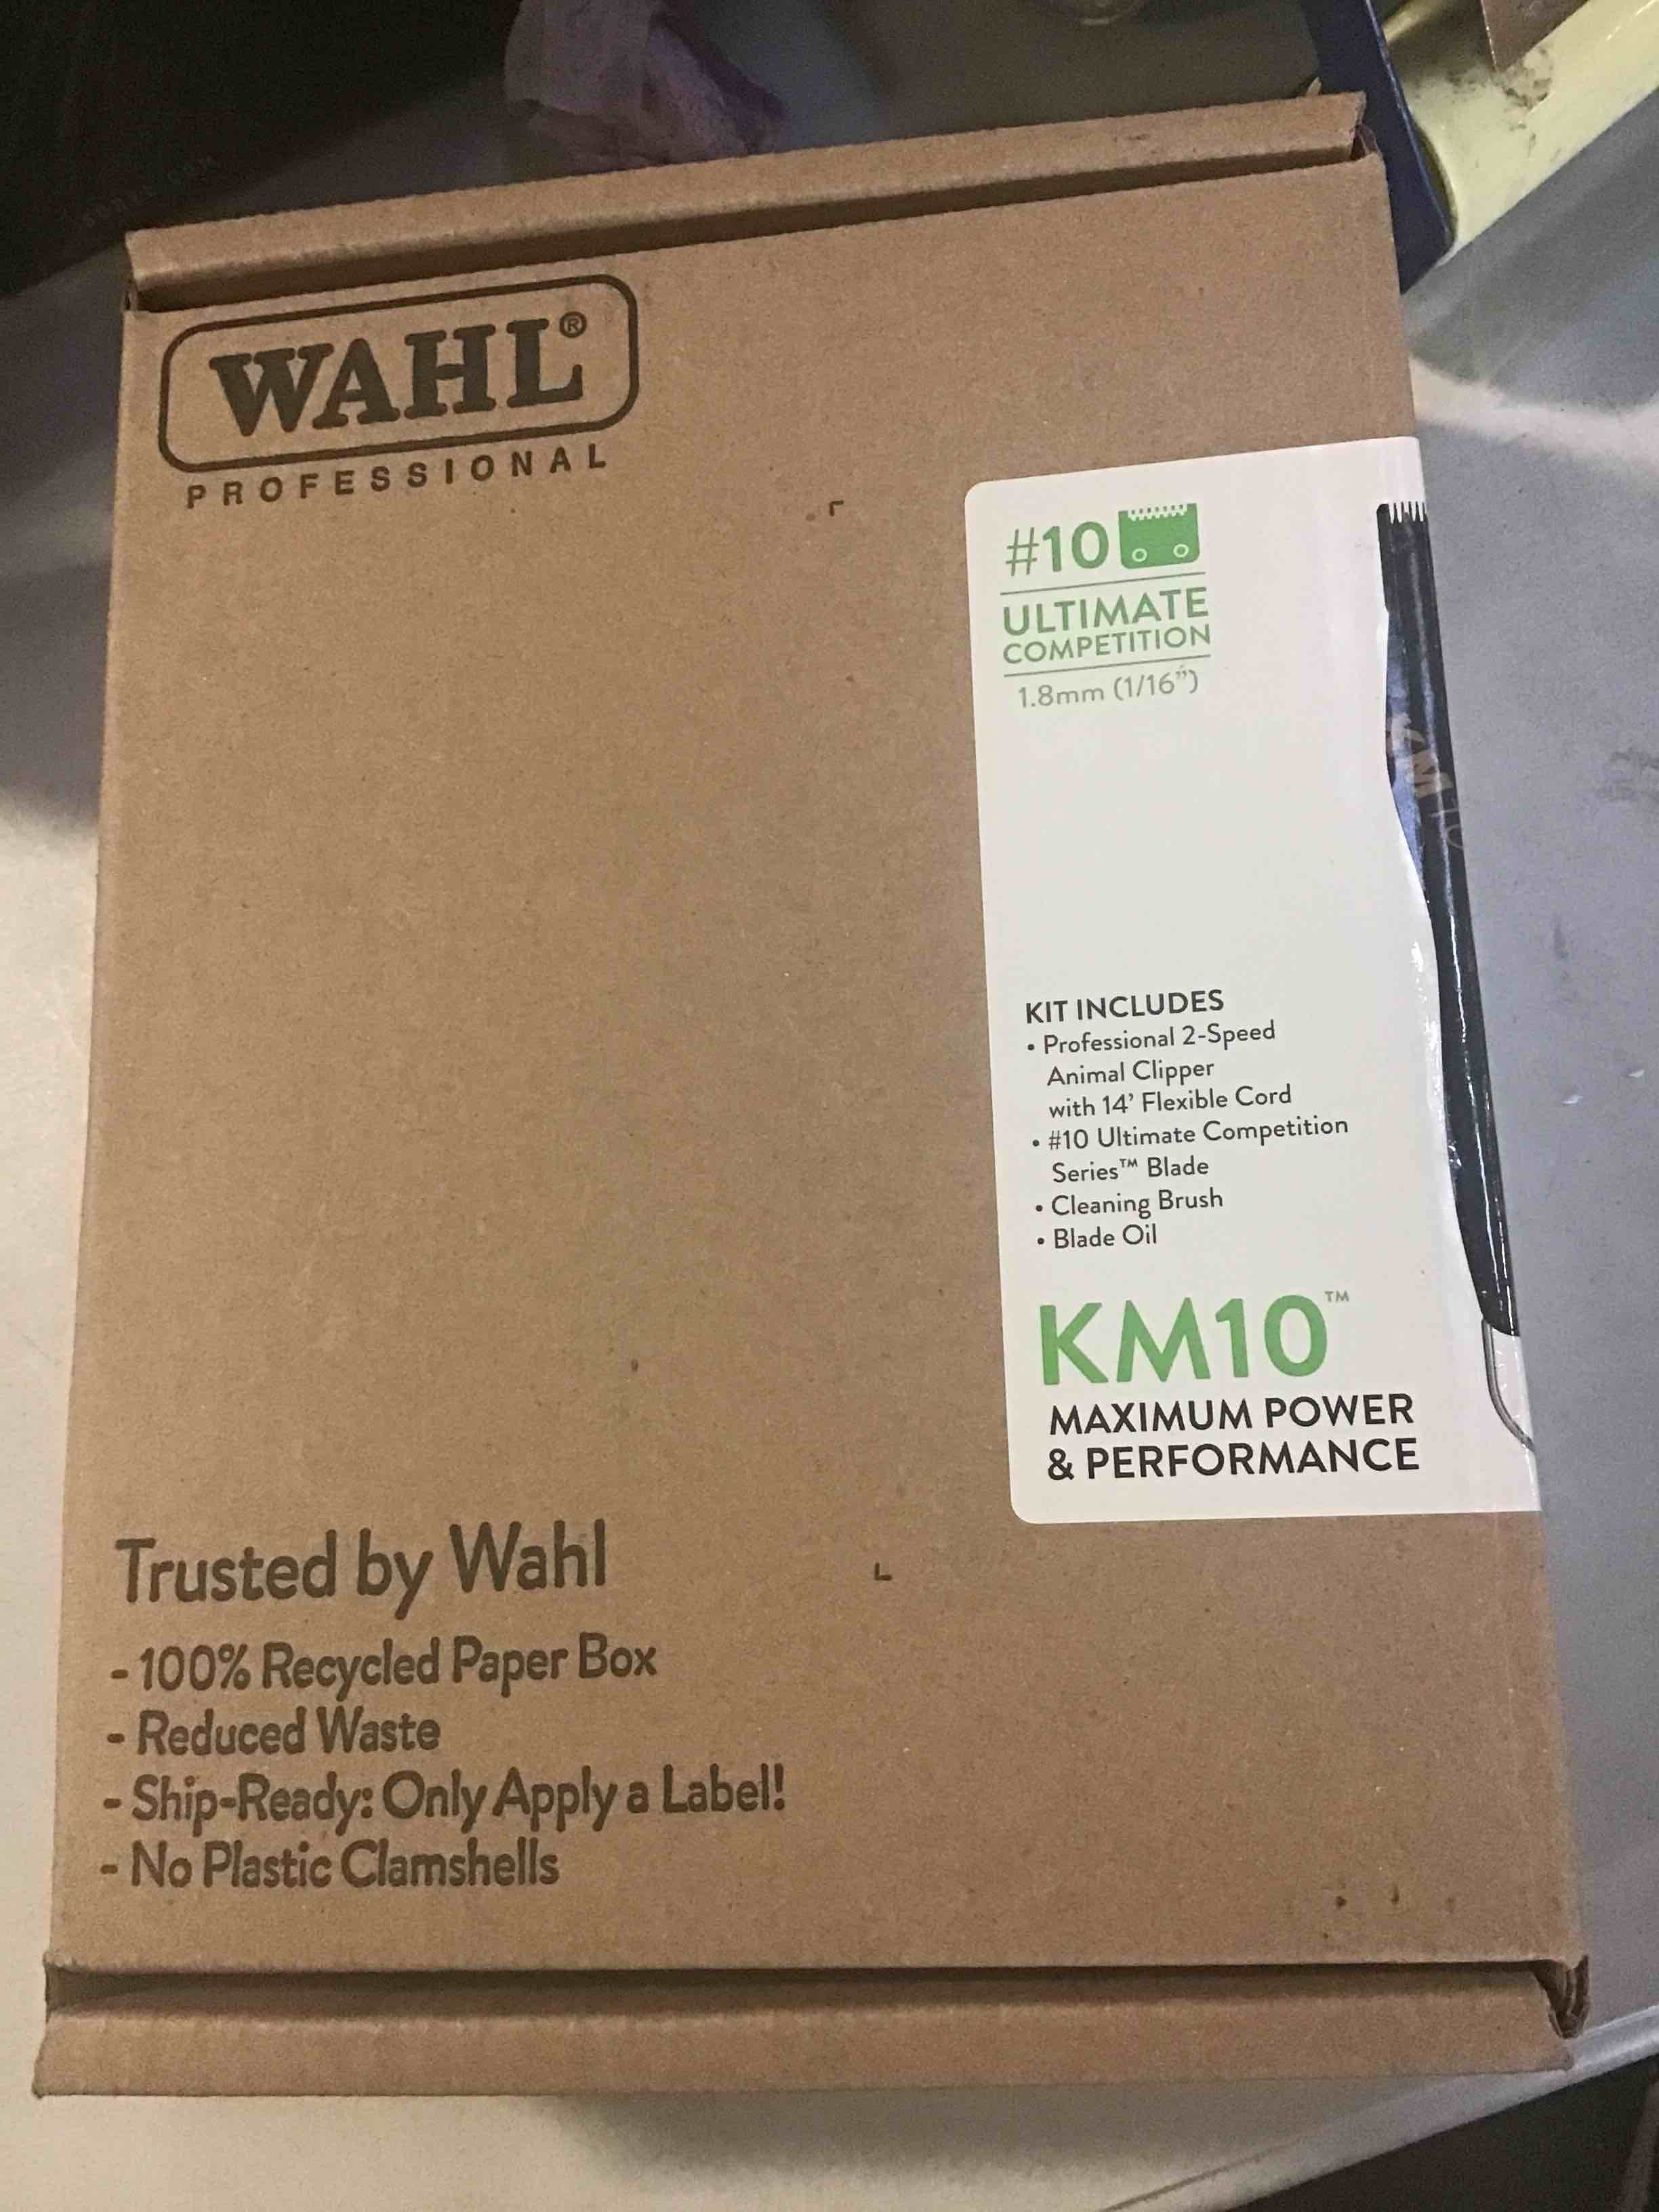 WAHL®
PROFESSIONAL
#10
ULTIMATE
COMPETITION
1.8mm (1/16”)
KM10
KIT INCLUDES
• Professional 2-Speed
Animal Clipper
with 14’ Flexible Cord
• #10 Ultimate Competition
Series™ Blade
• Cleaning Brush
• Blade Oil
KM10™
MAXIMUM POWER
& PERFORMANCE
Trusted by Wahl
- 100% Recycled Paper Box
- Reduced Waste
- Ship-Ready: Only Apply a Label!
- No Plastic Clamshells